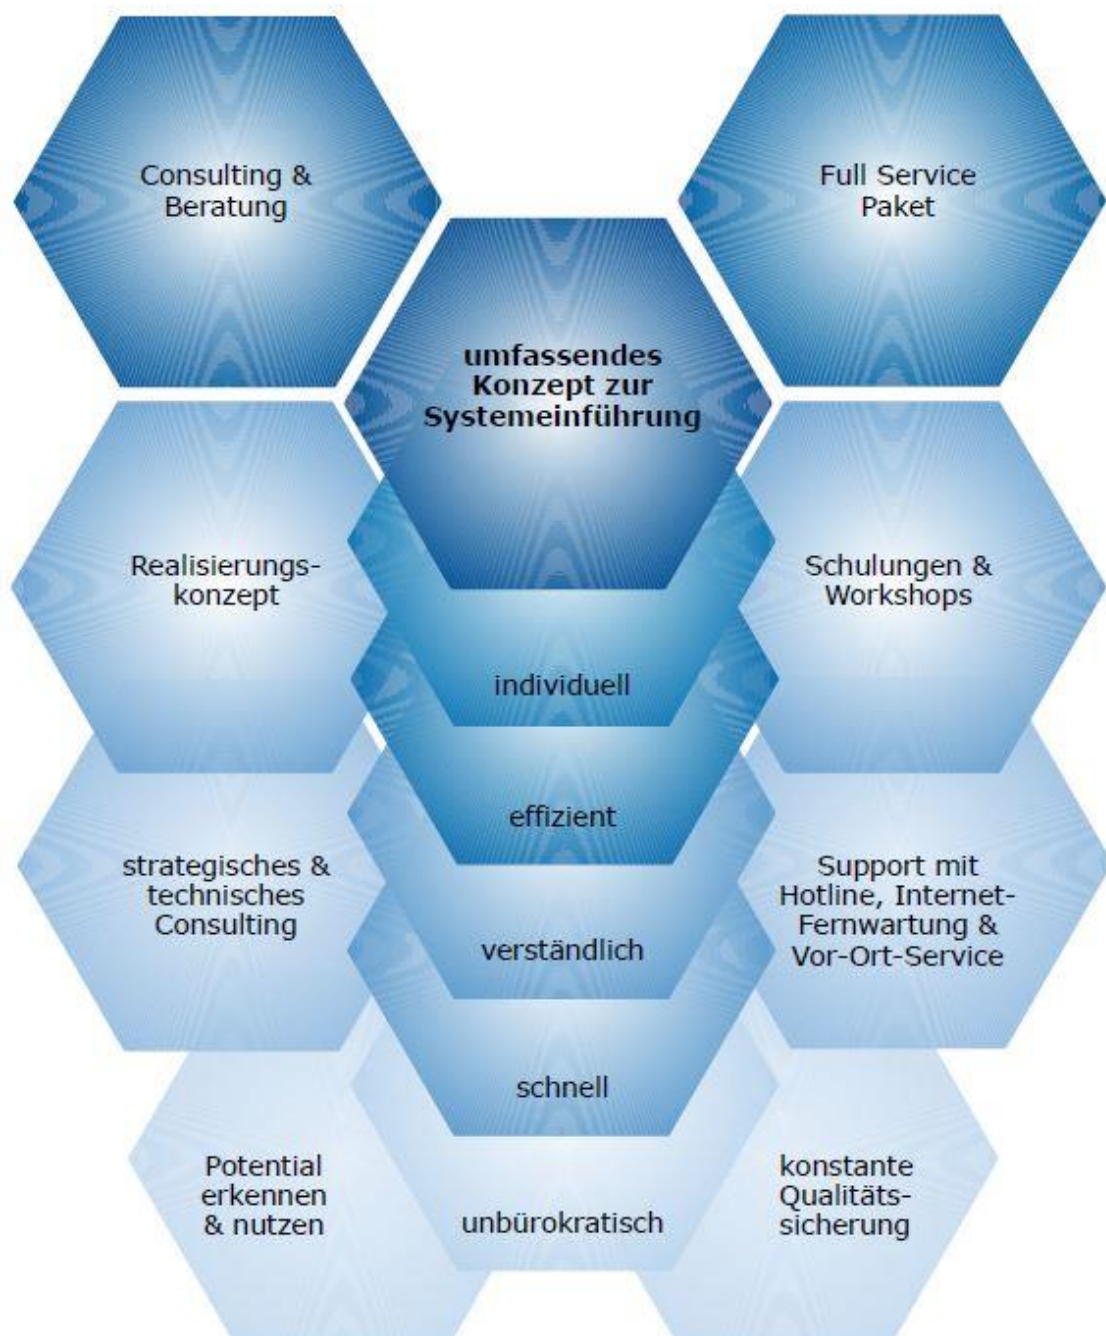 Consulting &
Beratung
Full Service
Paket
umfassendes
Konzept zur
Systemeinführung
Realisierungs-
konzept
Schulungen &
Workshops
individuell
effizient
strategisches &
technisches
Consulting
Support mit
Hotline, Internet-
Fernwartung &
Vor-Ort-Service
verständlich
schnell
Potential
erkennen
& nutzen
unbürokratisch
konstante
Qualitäts-
sicherung